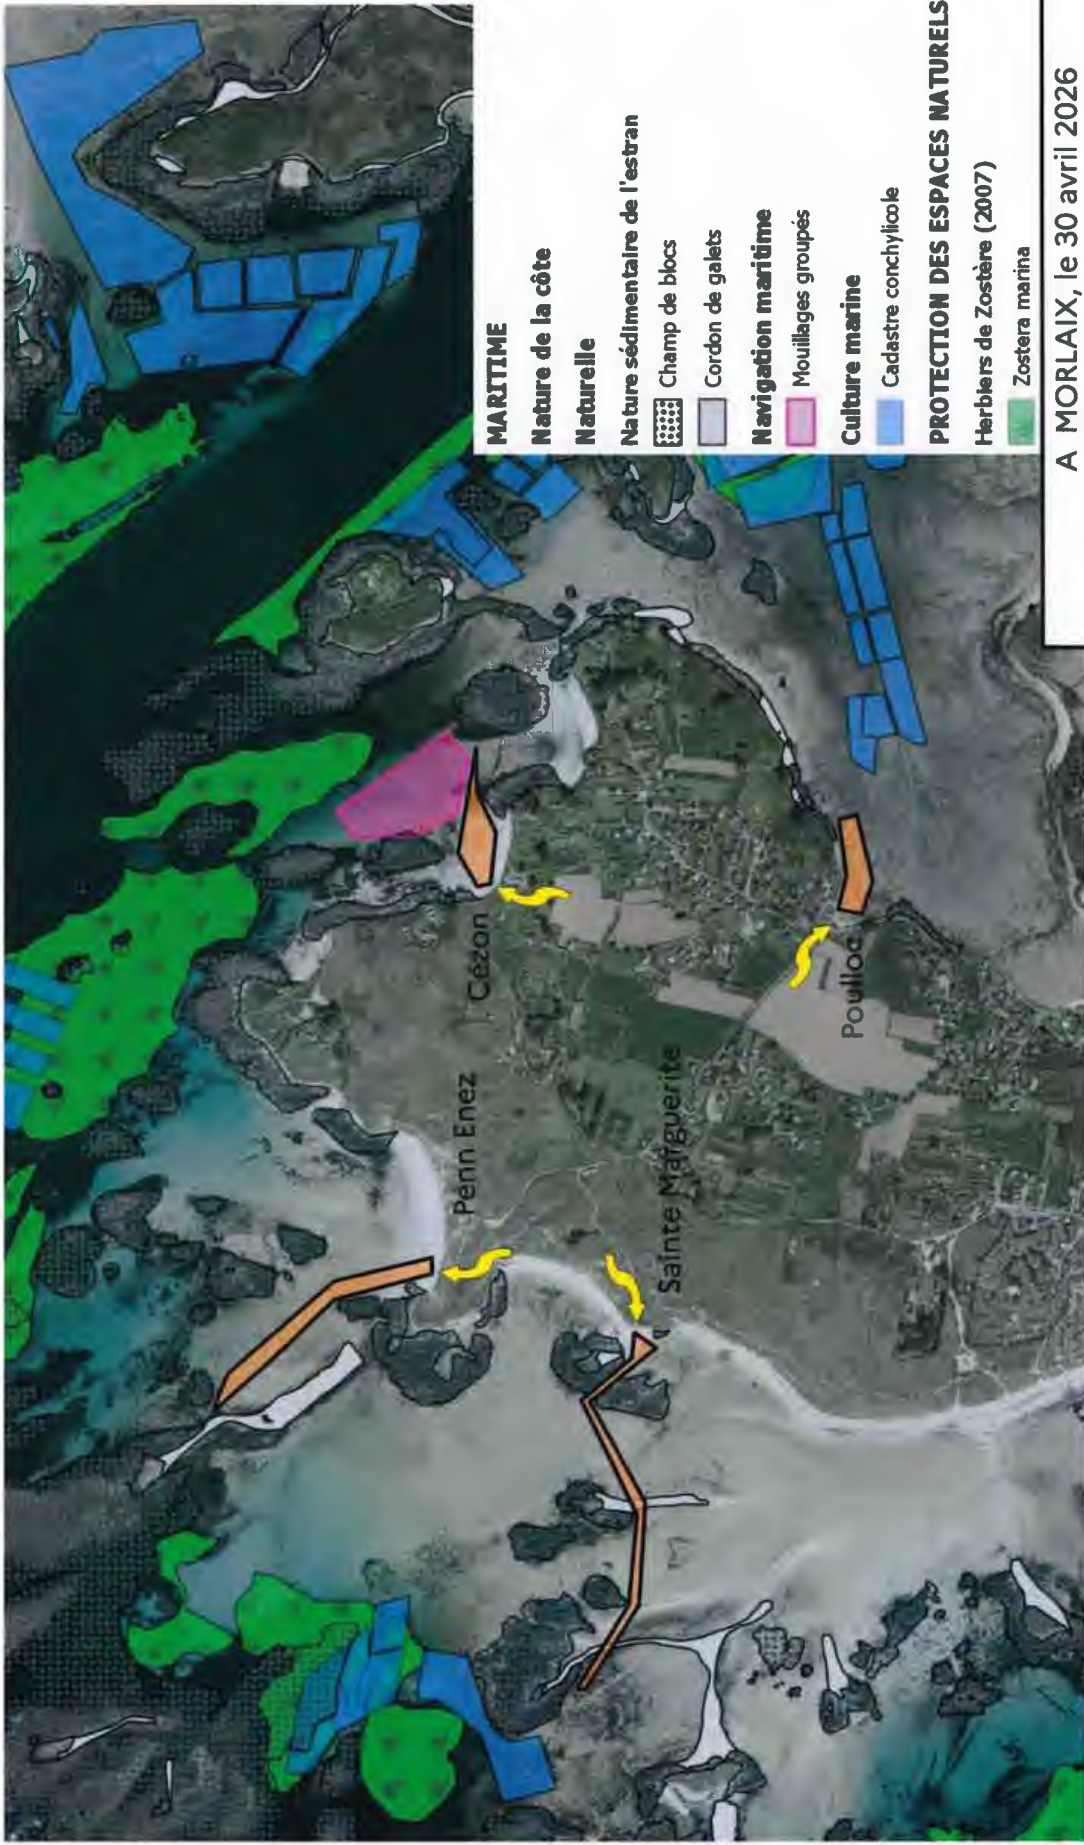 Penn Enez
Cézon
Sainte Marguerite
Poulloc
MARITIME
Nature de la côte
Naturelle
Nature sédimentaire de l'estran
Champ de blocs
Cordon de galets
Navigation maritime
Mouillages groupés
Culture marine
Cadastre conchylicole
PROTECTION DES ESPACES NATURELS
Herbiers de Zostère (2007)
Zostera marina
A MORLAIX, le 30 avril 2026